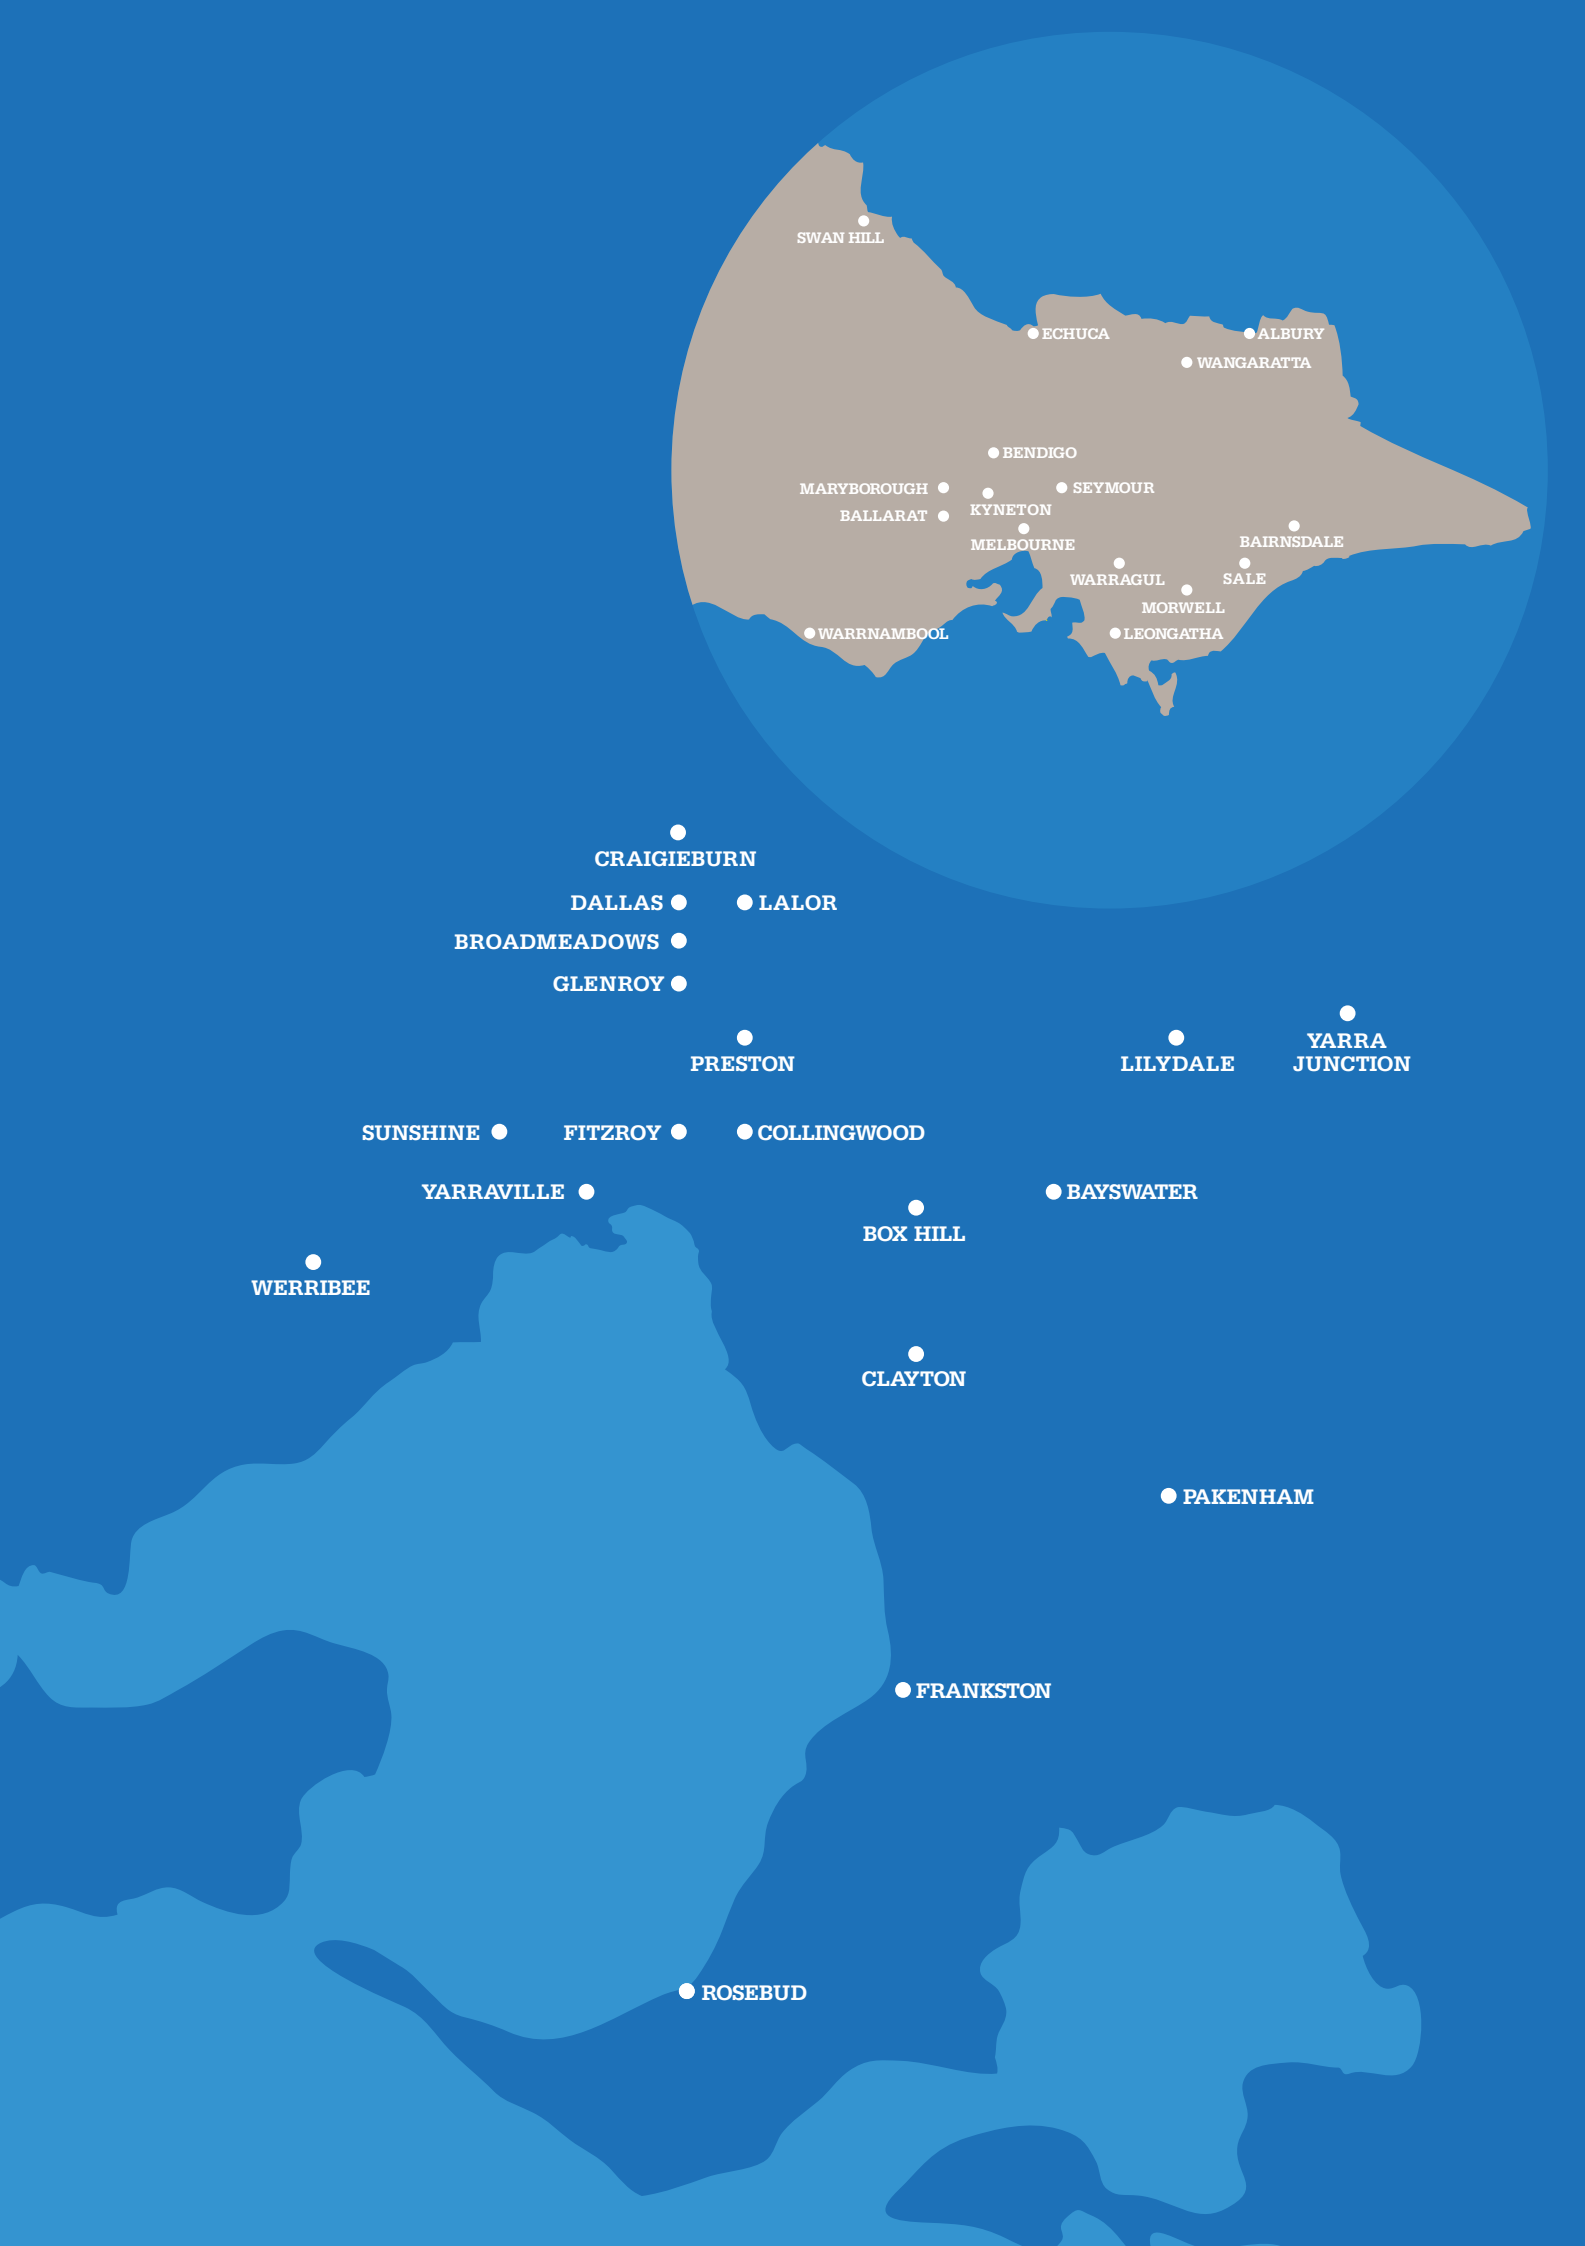 SWAN HILL
ECHUCA
ALBURY
WANGARATTA
BENDIGO
MARYBOROUGH
SEYMOUR
KYNETON
BALLARAT
MELBOURNE
BAIRNSDALE
WARRAGUL
SALE
MORWELL
WARRNAMBOOL
LEONGATHA
CRAIGIEBURN
DALLAS
LALOR
BROADMEADOWS
GLENROY
PRESTON
LILYDALE
YARRA
JUNCTION
SUNSHINE
FITZROY
COLLINGWOOD
YARRAVILLE
BAYSWATER
BOX HILL
WERRIBEE
CLAYTON
PAKENHAM
FRANKSTON
ROSEBUD